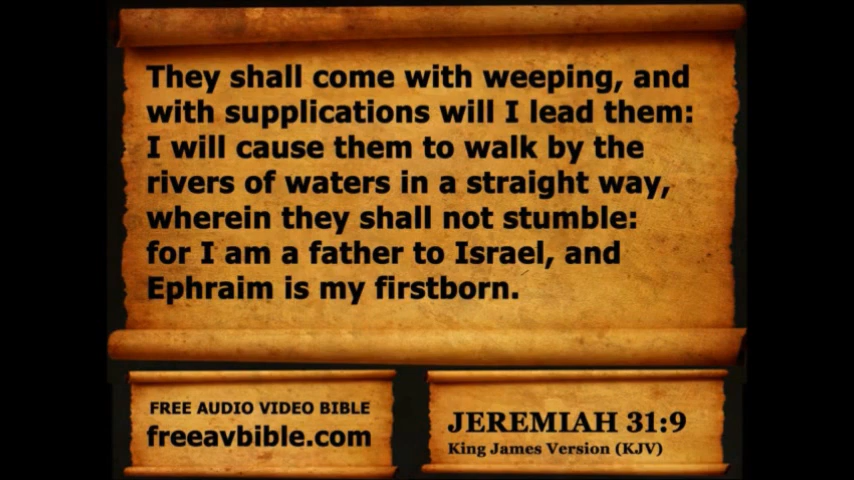 They shall come with weeping, and
with supplications will I lead them:
I will cause them to walk by the
rivers of waters in a straight way,
wherein they shall not stumble:
for I am a father to Israel, and
Ephraim is my firstborn.
FREE AUDIO VIDEO BIBLE
freeavbible.com
JEREMIAH 31:9
King James Version (KJV)